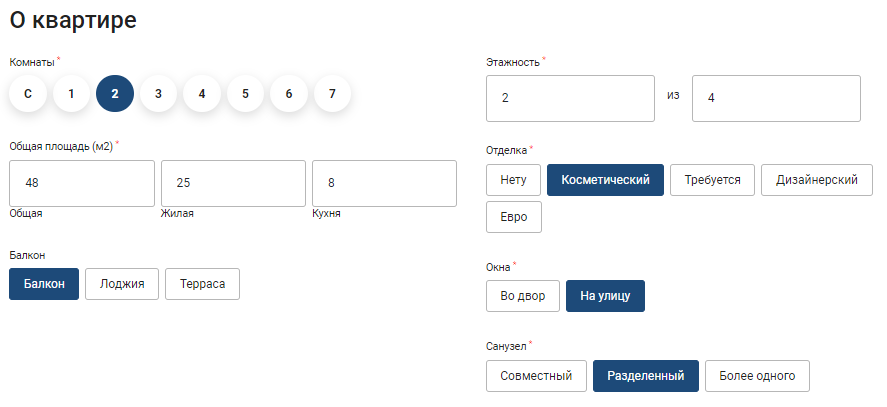 О квартире
Комнаты *
С 1 2 3 4 5 6 7
Общая площадь (м2) *
48 25 8
Общая Жилая Кухня
Балкон
Балкон Лоджия Терраса
Этажность *
2 из 4
Отделка *
Нету Косметический Требуется Дизайнерский
Евро
Окна *
Во двор На улицу
Санузел *
Совместный Разделенный Более одного